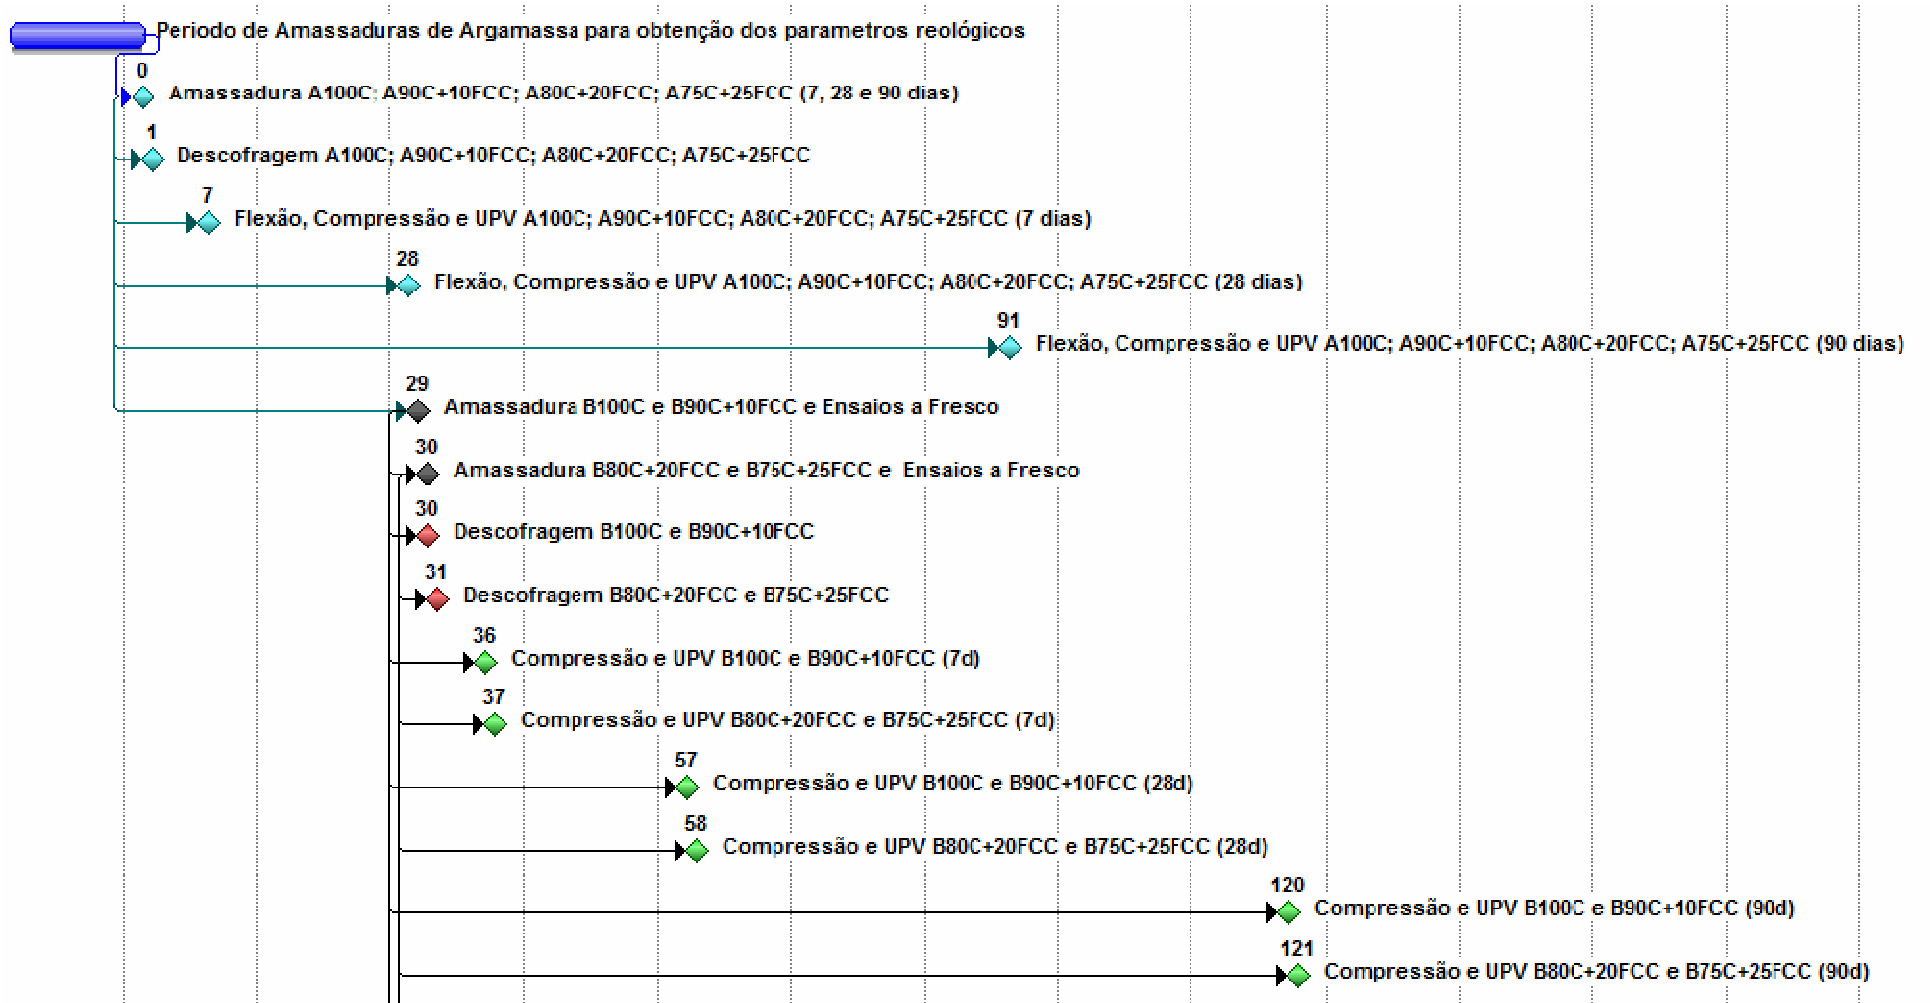 Periodo de Amassaduras de Argamassa para obtenção dos parametros reológicos
0
Amassadura A100C; A90C+10FCC; A80C+20FCC; A75C+25FCC (7, 28 e 90 dias)
1
Descofragem A100C; A90C+10FCC; A80C+20FCC; A75C+25FCC
7
Flexão, Compressão e UPV A100C; A90C+10FCC; A80C+20FCC; A75C+25FCC (7 dias)
28
Flexão, Compressão e UPV A100C; A90C+10FCC; A80C+20FCC; A75C+25FCC (28 dias)
91
Flexão, Compressão e UPV A100C; A90C+10FCC; A80C+20FCC; A75C+25FCC (90 dias)
29
Amassadura B100C e B90C+10FCC e Ensaios a Fresco
30
Amassadura B80C+20FCC e B75C+25FCC e Ensaios a Fresco
30
Descofragem B100C e B90C+10FCC
31
Descofragem B80C+20FCC e B75C+25FCC
36
Compressão e UPV B100C e B90C+10FCC (7d)
37
Compressão e UPV B80C+20FCC e B75C+25FCC (7d)
57
Compressão e UPV B100C e B90C+10FCC (28d)
58
Compressão e UPV B80C+20FCC e B75C+25FCC (28d)
120
Compressão e UPV B100C e B90C+10FCC (90d)
121
Compressão e UPV B80C+20FCC e B75C+25FCC (90d)